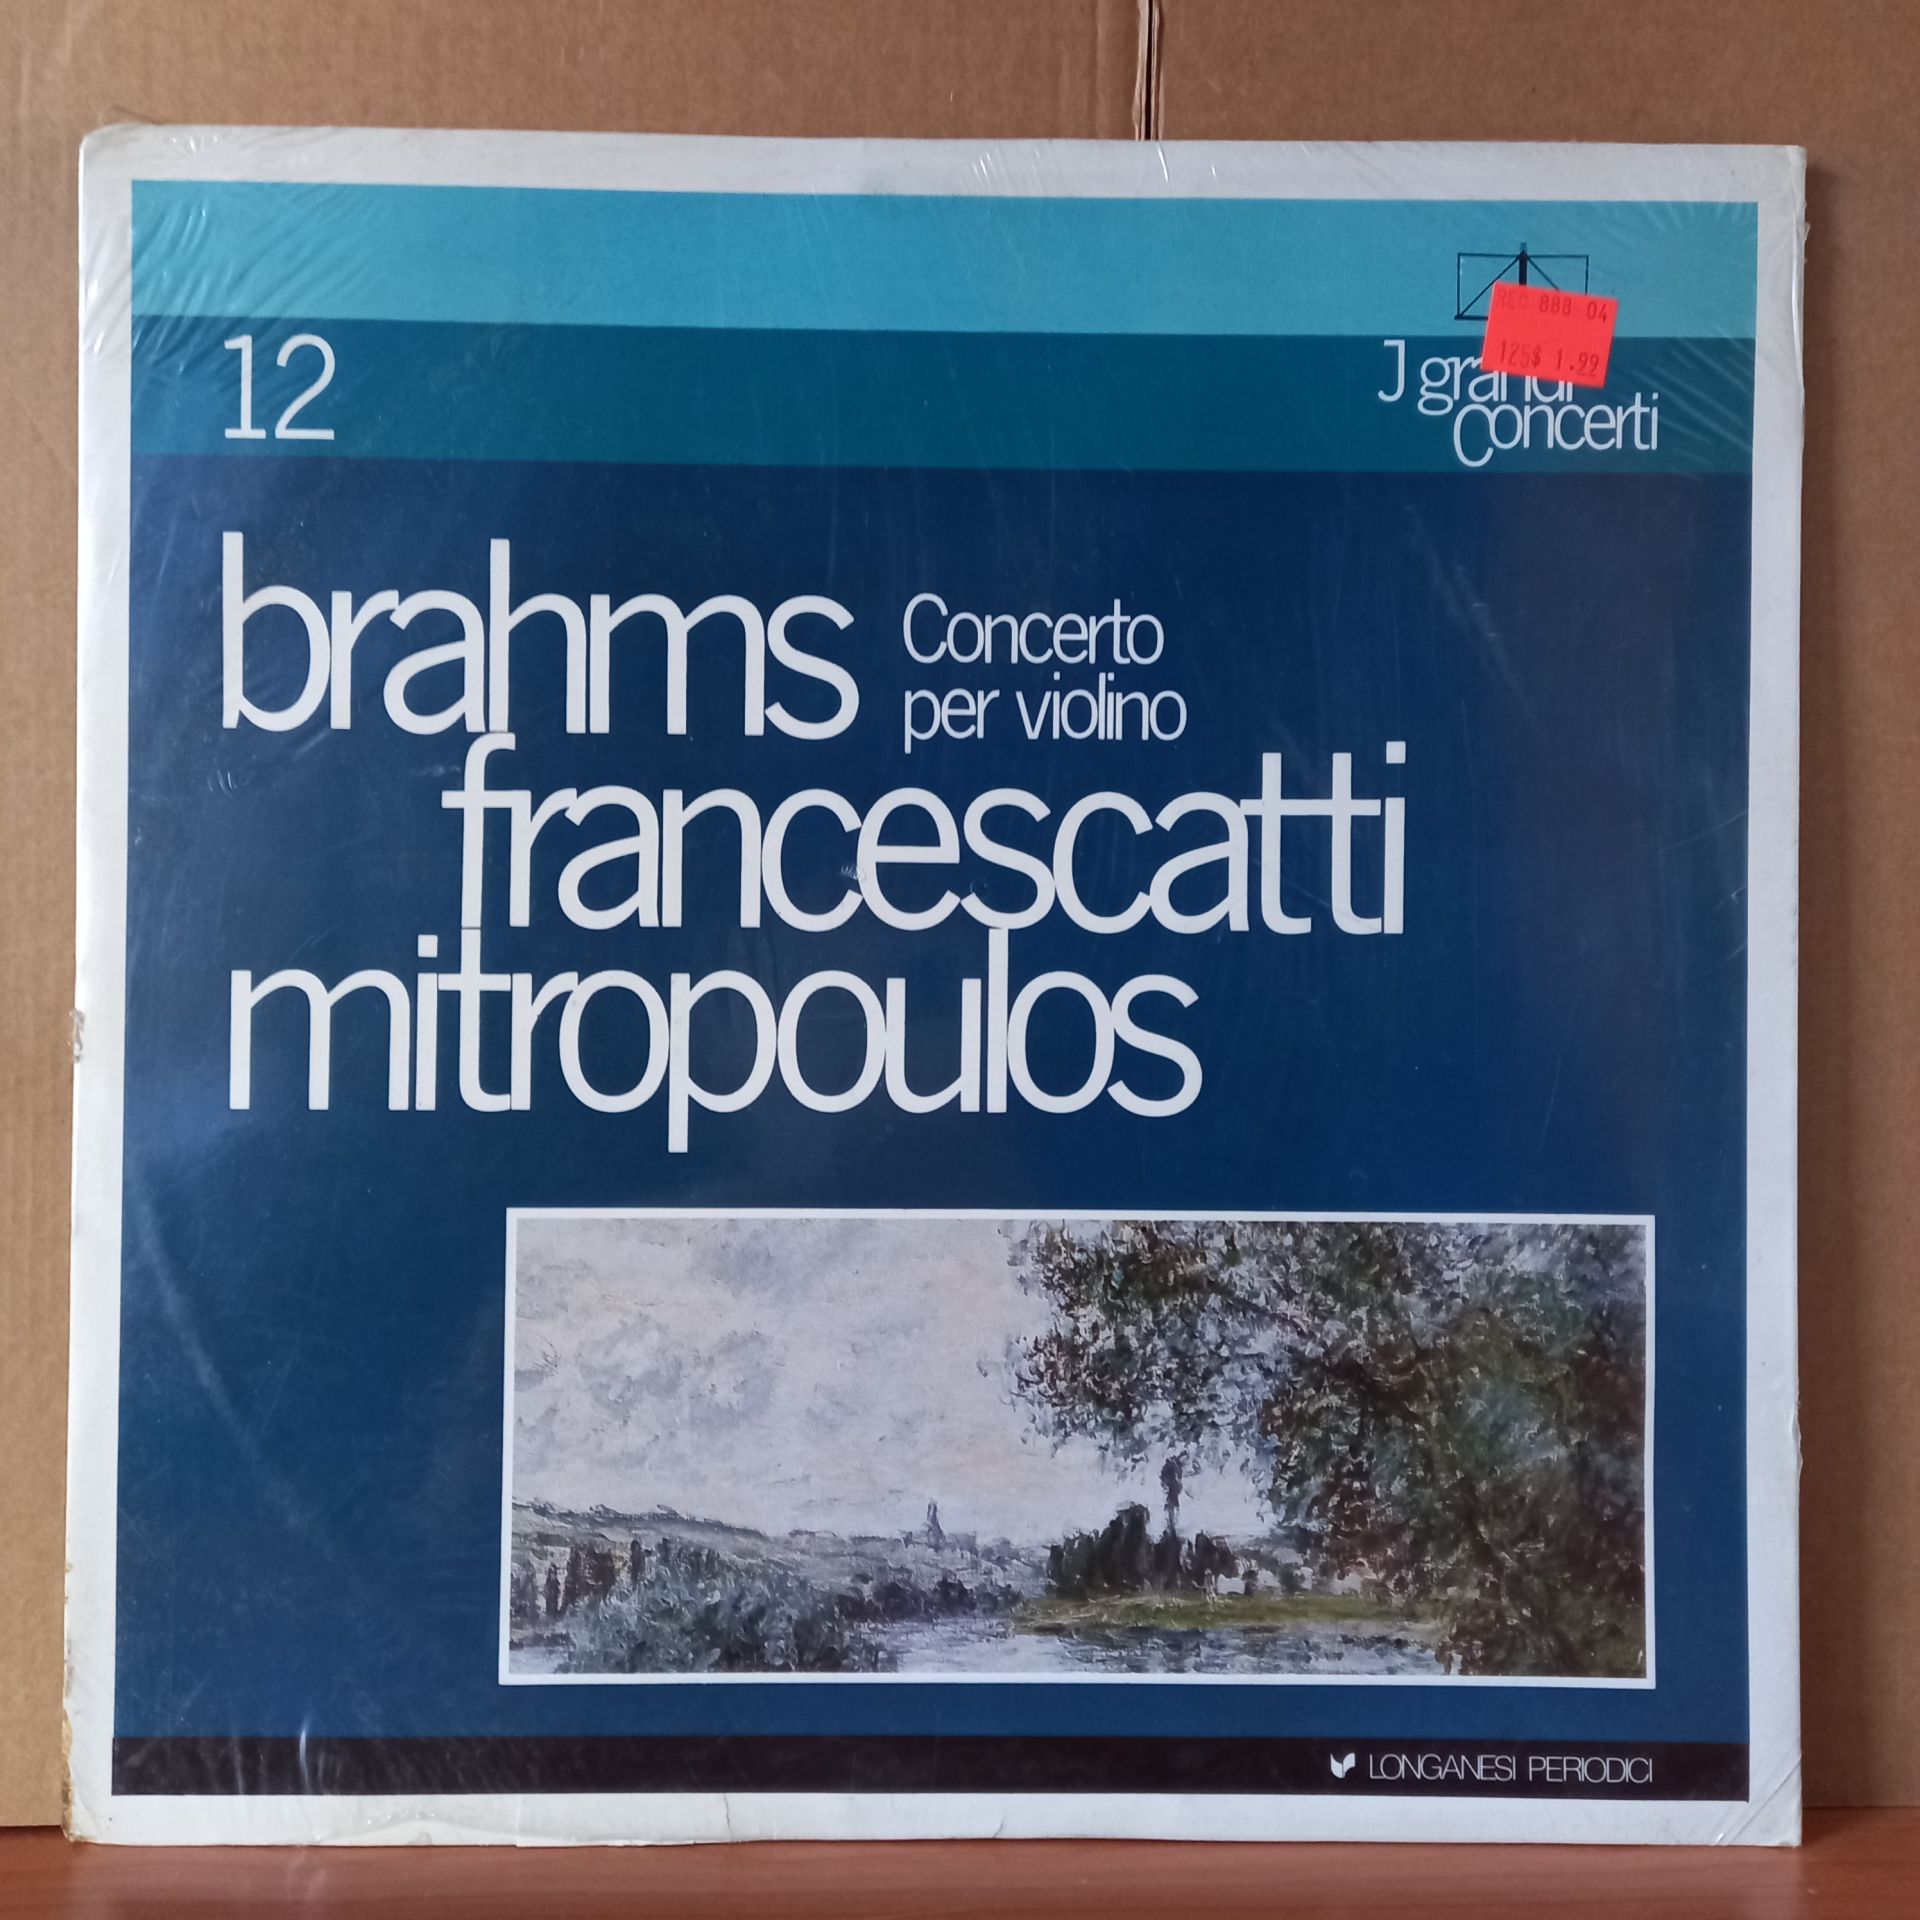 REC 888 04
125$ 1.99
12
J grandi
Concerti
brahms Concerto
per violino
francescatti
mitropoulos
LONGANESI PERIODICI